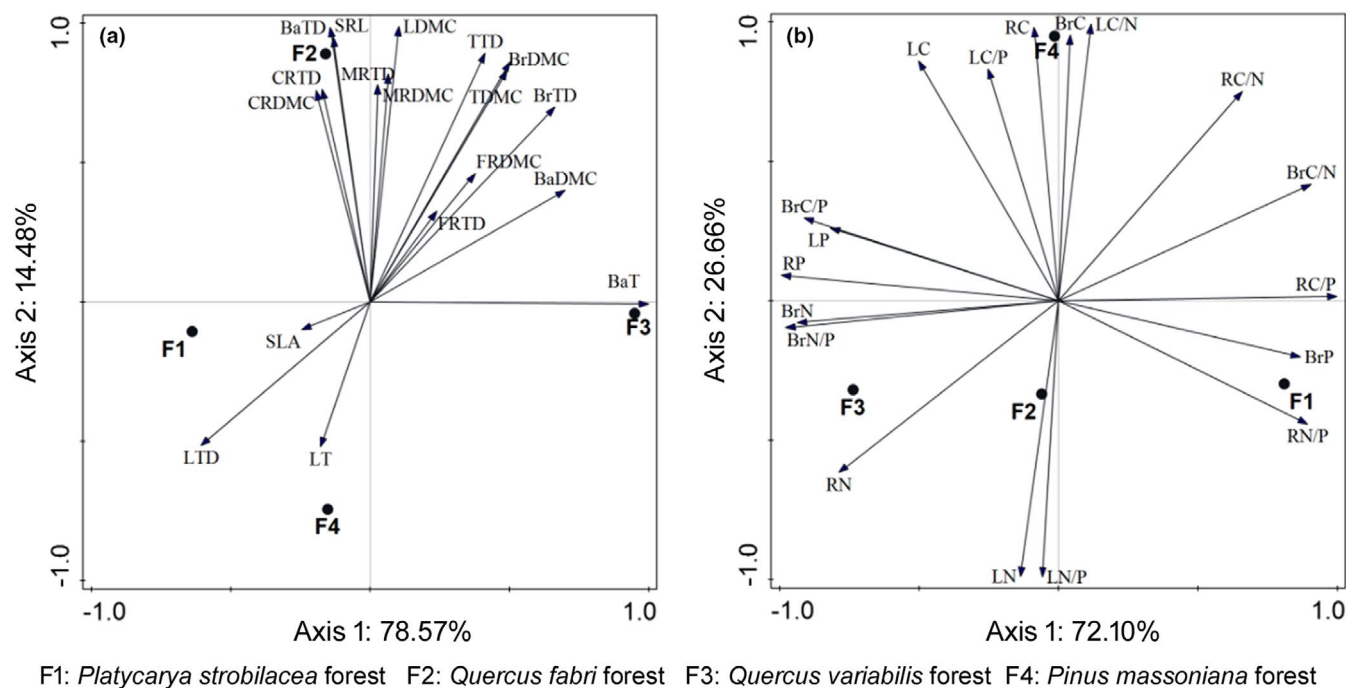 (a)
BaTD SRL LDMC
F2
TTD
BrDMC
CRTD MRTD
MRDMC TDMC
CRDMC
BrTD
FRDMC
BaDMC
FRTD
BaT
F3
F1
SLA
LTD
LT
F4
1.0
-1.0
-1.0
1.0
Axis 2: 14.48%
Axis 1: 78.57%
(b)
RC BrC LC/N
F4
LC
LC/P
RC/N
BrC/N
BrC/P
LP
RP
RC/P
BrN
BrN/P
BrP
F3
F2
F1
RN/P
RN
LN
LN/P
1.0
-1.0
-1.0
1.0
Axis 2: 26.66%
Axis 1: 72.10%
F1: Platycarya strobilacea forest F2: Quercus fabri forest F3: Quercus variabilis forest F4: Pinus massoniana forest